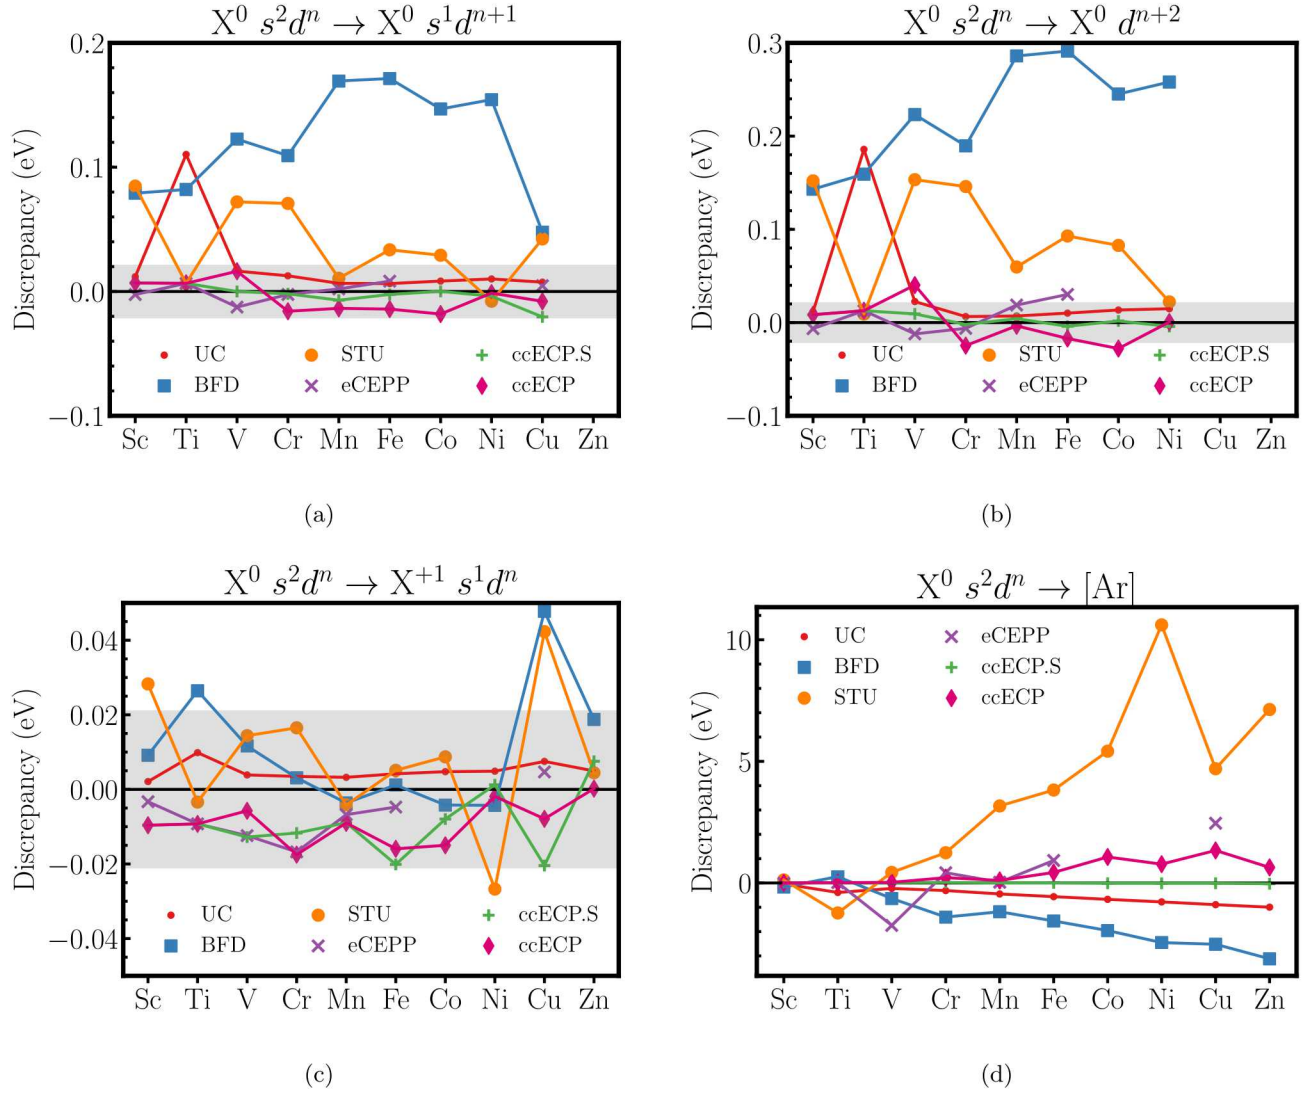 X⁰ s²dⁿ → X⁰ s¹dⁿ⁺¹
Discrepancy (eV)
0.2
0.1
0.0
−0.1
UC
BFD
STU
eCEPP
ccECP.S
ccECP
Sc Ti V Cr Mn Fe Co Ni Cu Zn
(a)
X⁰ s²dⁿ → X⁰ dⁿ⁺²
Discrepancy (eV)
0.3
0.2
0.1
0.0
−0.1
UC
BFD
STU
eCEPP
ccECP.S
ccECP
Sc Ti V Cr Mn Fe Co Ni Cu Zn
(b)
X⁰ s²dⁿ → X⁺¹ s¹dⁿ
Discrepancy (eV)
0.04
0.02
0.00
−0.02
−0.04
UC
BFD
STU
eCEPP
ccECP.S
ccECP
Sc Ti V Cr Mn Fe Co Ni Cu Zn
(c)
X⁰ s²dⁿ → [Ar]
Discrepancy (eV)
10
5
0
UC
BFD
STU
eCEPP
ccECP.S
ccECP
Sc Ti V Cr Mn Fe Co Ni Cu Zn
(d)